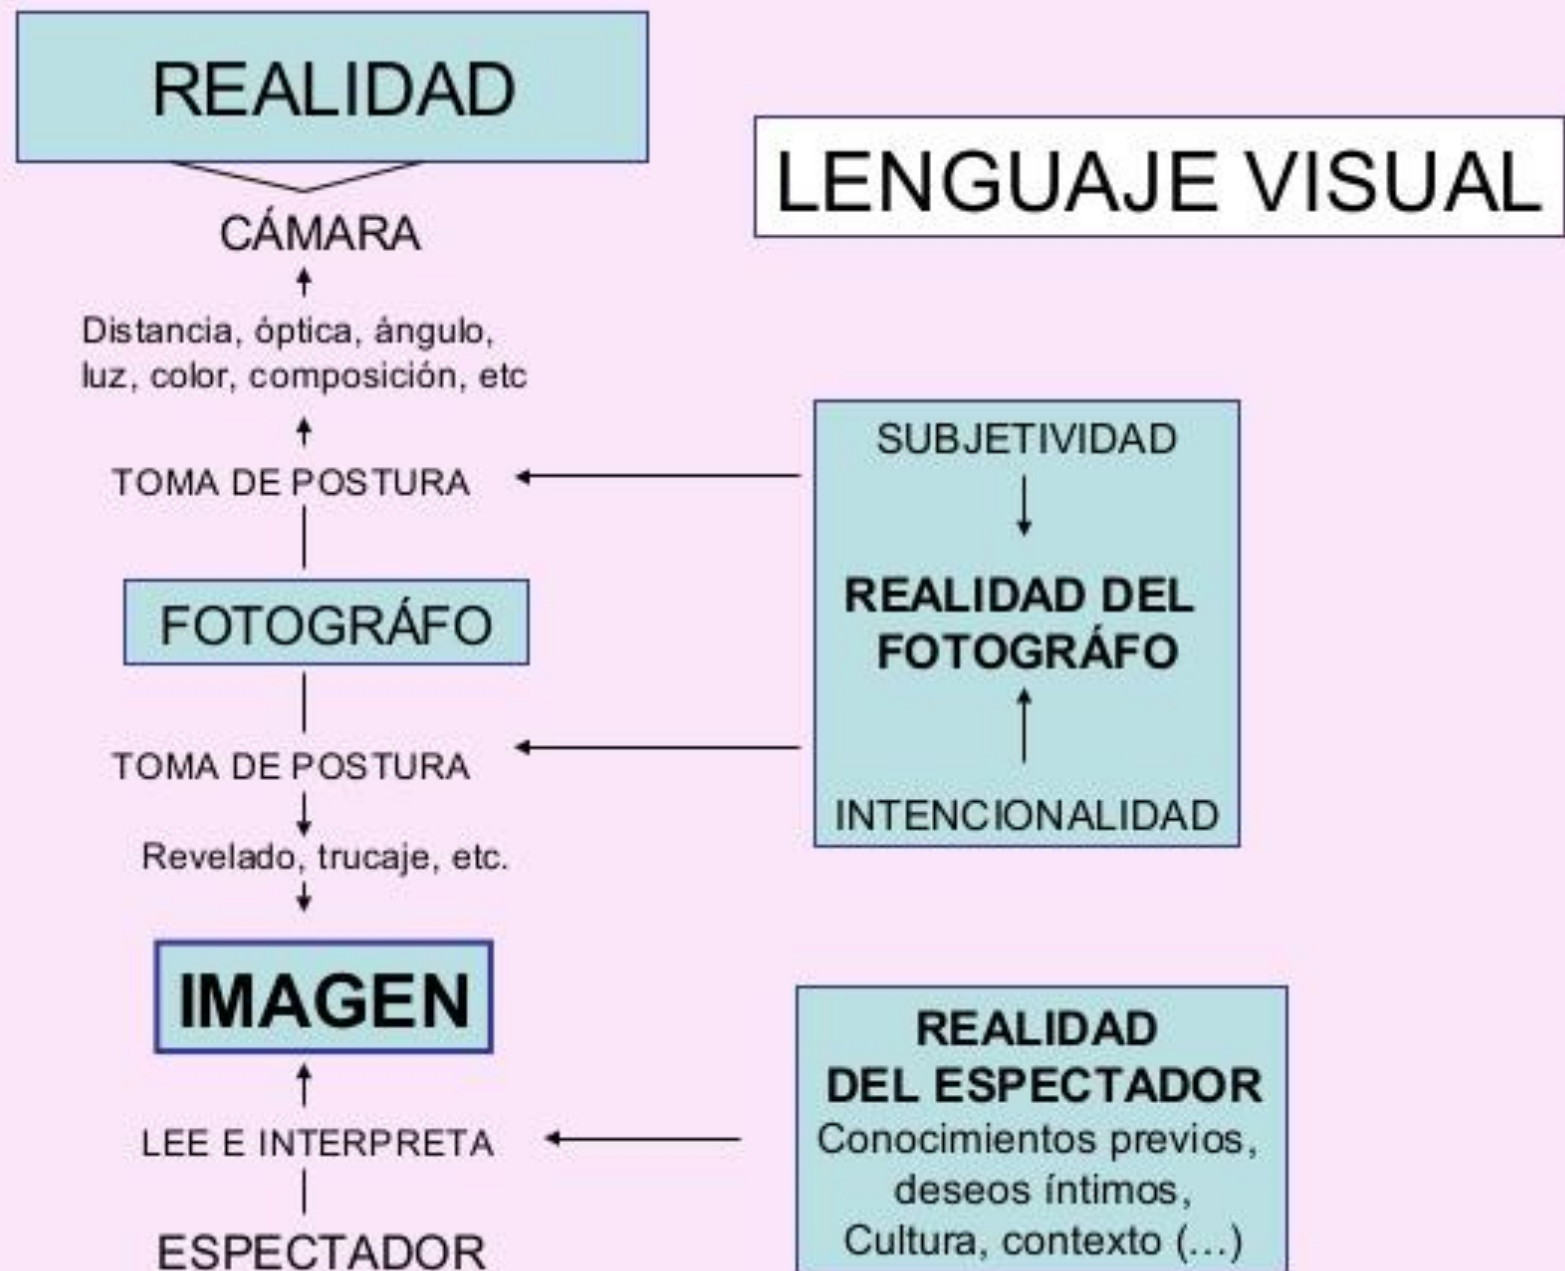 REALIDAD
LENGUAJE VISUAL
CÁMARA
Distancia, óptica, ángulo,
luz, color, composición, etc
TOMA DE POSTURA
FOTOGRÁFO
TOMA DE POSTURA
Revelado, trucaje, etc.
IMAGEN
LEE E INTERPRETA
ESPECTADOR
SUBJETIVIDAD
REALIDAD DEL
FOTOGRÁFO
INTENCIONALIDAD
REALIDAD
DEL ESPECTADOR
Conocimientos previos,
deseos íntimos,
Cultura, contexto (...)